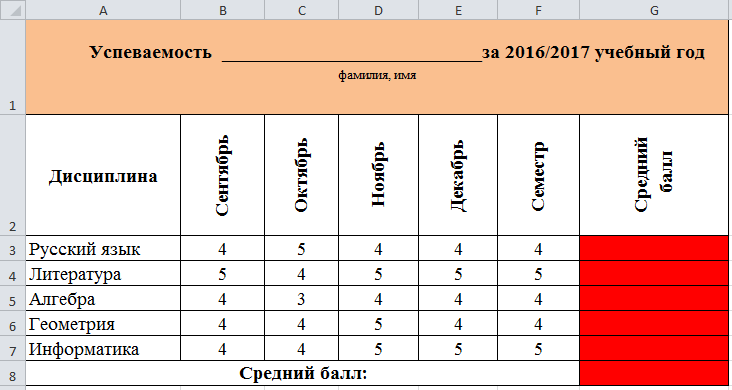 A B C D E F G
1 Успеваемость __________________________за 2016/2017 учебный год
фамилия, имя
2 Дисциплина Сентябрь Октябрь Ноябрь Декабрь Семестр Средний балл
3 Русский язык 4 5 4 4 4
4 Литература 5 4 5 5 5
5 Алгебра 4 3 4 4 4
6 Геометрия 4 4 5 4 4
7 Информатика 4 4 5 5 5
8 Средний балл: